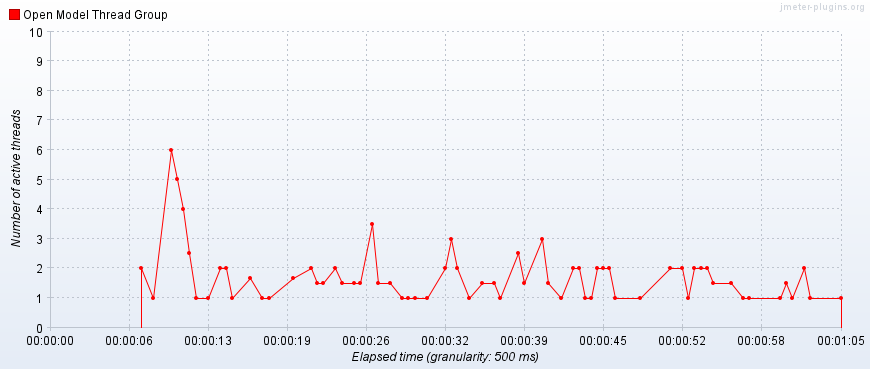 jmeter-plugins.org
Open Model Thread Group
Number of active threads
10
9
8
7
6
5
4
3
2
1
0
00:00:00 00:00:06 00:00:13 00:00:19 00:00:26 00:00:32 00:00:39 00:00:45 00:00:52 00:00:58 00:01:05
Elapsed time (granularity: 500 ms)